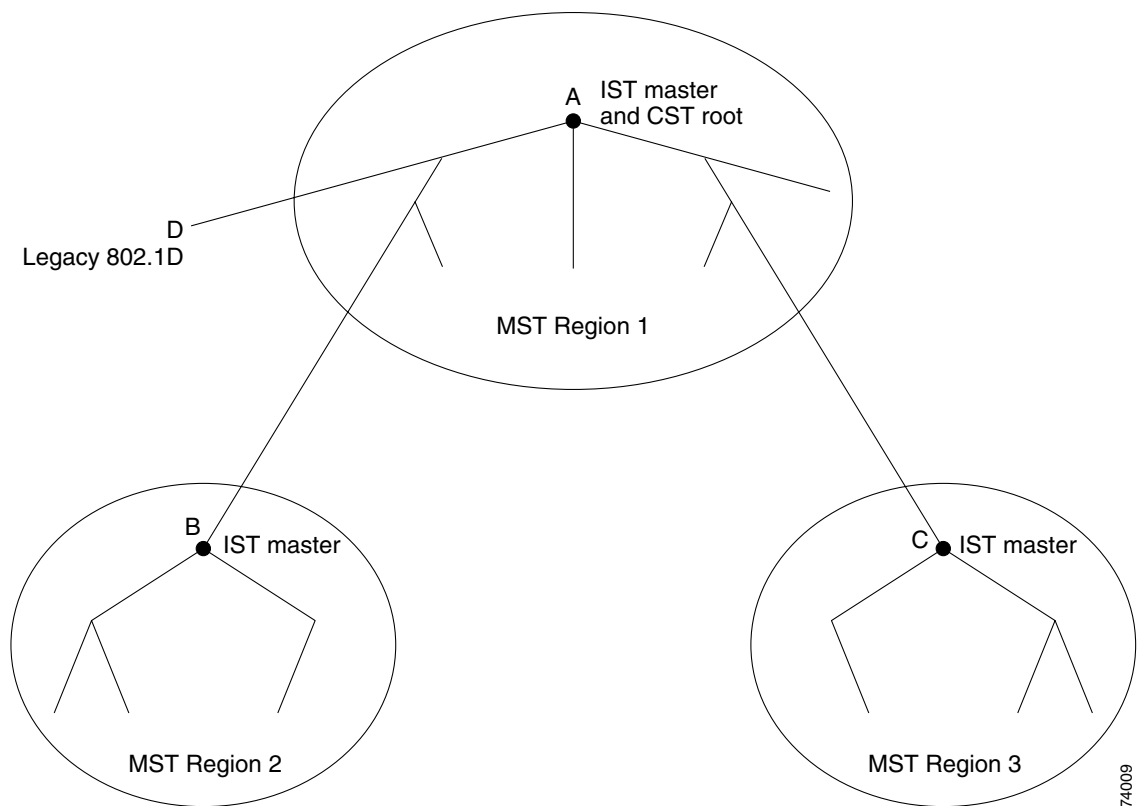 A
IST master
and CST root
D
Legacy 802.1D
MST Region 1
B
IST master
C
IST master
MST Region 2
MST Region 3
74009